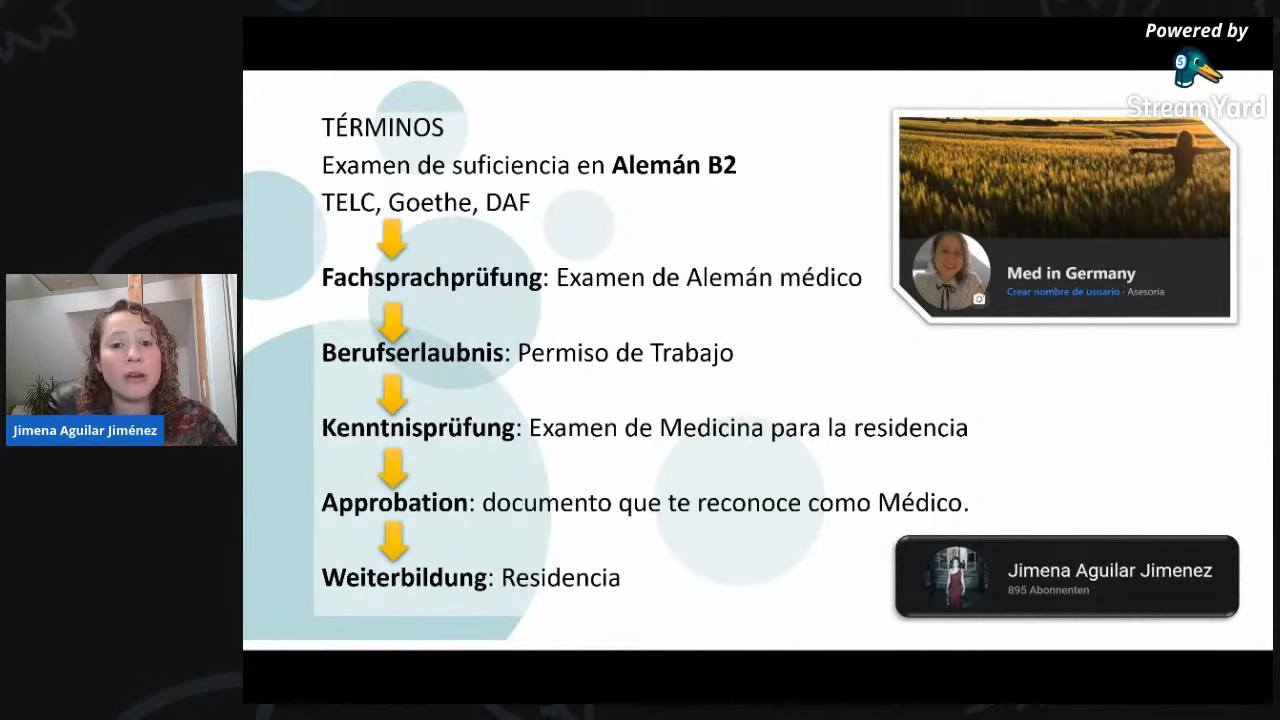 Powered by
StreamYard
TÉRMINOS
Examen de suficiencia en Alemán B2
TELC, Goethe, DAF
Fachsprachprüfung: Examen de Alemán médico
Berufserlaubnis: Permiso de Trabajo
Kenntnisprüfung: Examen de Medicina para la residencia
Approbation: documento que te reconoce como Médico.
Weiterbildung: Residencia
Med in Germany
Crear nombre de usuario · Asesoría
Jimena Aguilar Jimenez
895 Abonnenten
Jimena Aguilar Jiménez